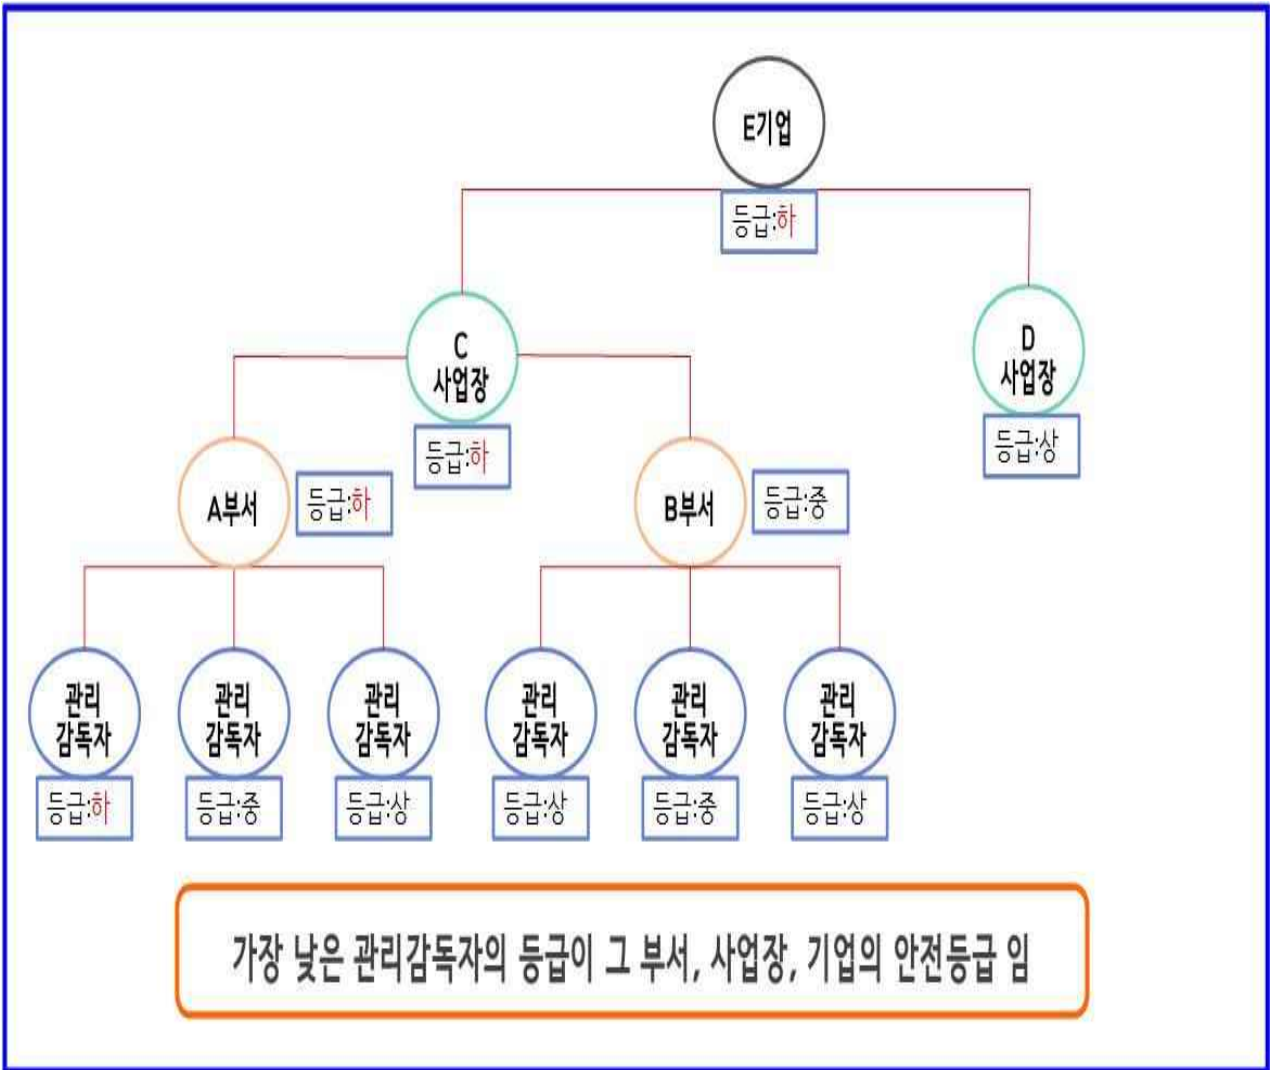 E기업
등급:하
C
사업장
등급:하
D
사업장
등급:상
A부서
등급:하
B부서
등급:중
관리
감독자
등급:하
관리
감독자
등급:중
관리
감독자
등급:상
관리
감독자
등급:상
관리
감독자
등급:중
관리
감독자
등급:상
가장 낮은 관리감독자의 등급이 그 부서, 사업장, 기업의 안전등급 임